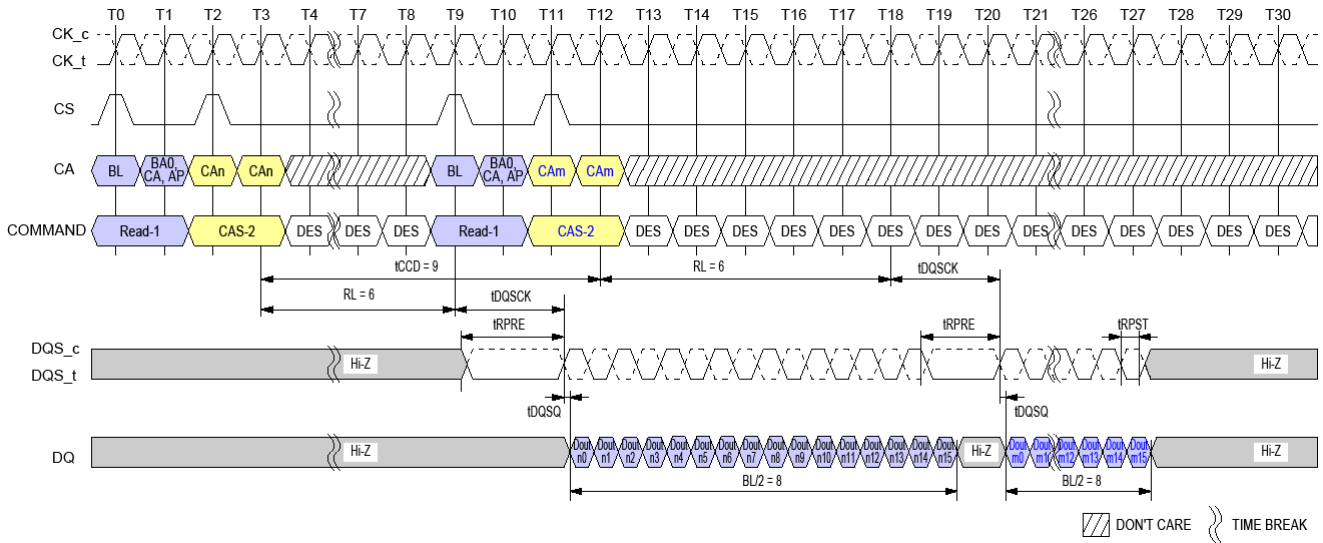 T0 T1 T2 T3 T4 T7 T8 T9 T10 T11 T12 T13 T14 T15 T16 T17 T18 T19 T20 T21 T26 T27 T28 T29 T30
CK_c
CK_t
CS
CA BL BA0, CA, AP CAn CAn BL BA0, CA, AP CAm CAm
COMMAND Read-1 CAS-2 DES DES DES Read-1 CAS-2 DES DES DES DES DES DES DES DES DES DES DES DES DES DES
tCCD = 9 RL = 6 tDQSCK
RL = 6 tDQSCK
tRPRE tRPRE tRPST
DQS_c
DQS_t Hi-Z Hi-Z
tDQSQ tDQSQ
DQ Hi-Z Dout n0 Dout n1 Dout n2 Dout n3 Dout n4 Dout n5 Dout n6 Dout n7 Dout n8 Dout n9 Dout n10 Dout n11 Dout n12 Dout n13 Dout n14 Dout n15 Hi-Z Dout m0 Dout m1 Dout m12 Dout m13 Dout m14 Dout m15 Hi-Z
BL/2 = 8 BL/2 = 8
DON'T CARE TIME BREAK